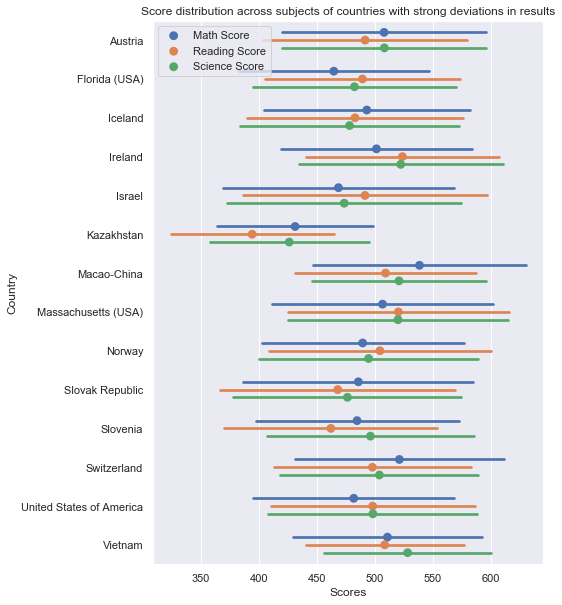 Score distribution across subjects of countries with strong deviations in results
Math Score
Reading Score
Science Score
Austria
Florida (USA)
Iceland
Ireland
Israel
Kazakhstan
Macao-China
Massachusetts (USA)
Norway
Slovak Republic
Slovenia
Switzerland
United States of America
Vietnam
Country
350 400 450 500 550 600
Scores